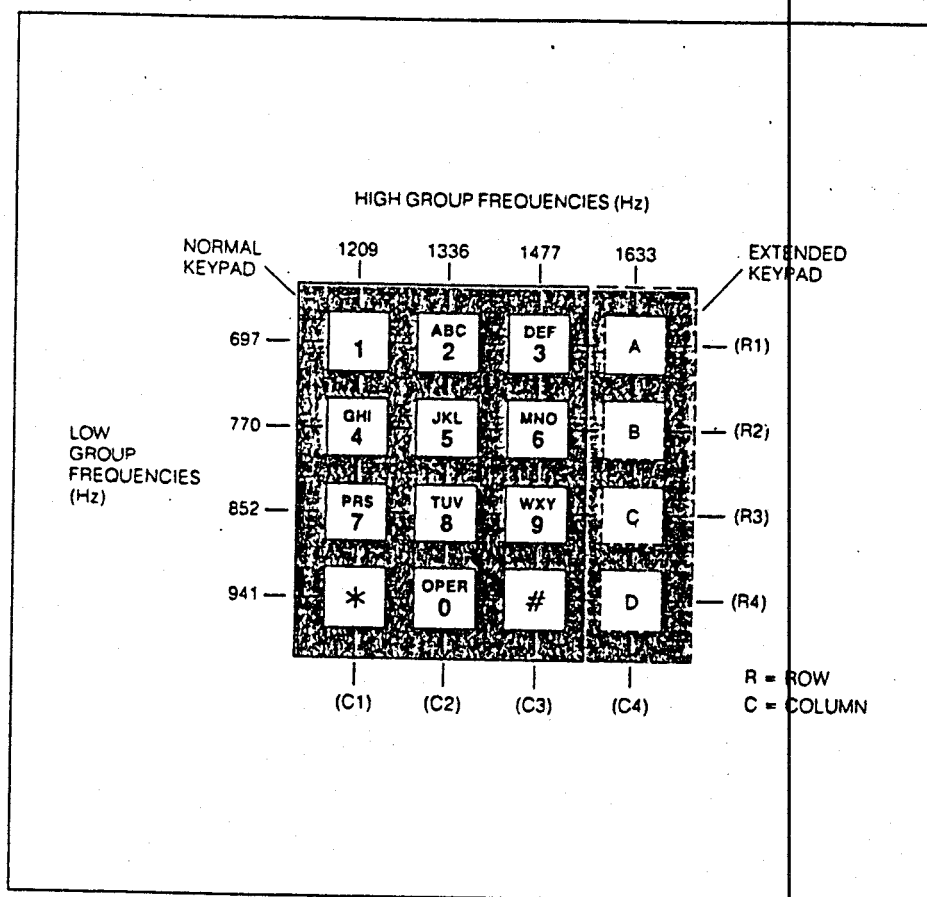 HIGH GROUP FREQUENCIES (Hz)
NORMAL
KEYPAD
1209 1336 1477 1633
EXTENDED
KEYPAD
697 1 ABC DEF A (R1)
2 3
770 GHI JKL MNO B (R2)
4 5 6
LOW
GROUP
FREQUENCIES
(Hz)
852 PRS TUV WXY C (R3)
7 8 9
941 * OPER # D (R4)
0
(C1) (C2) (C3) (C4)
R = ROW
C = COLUMN